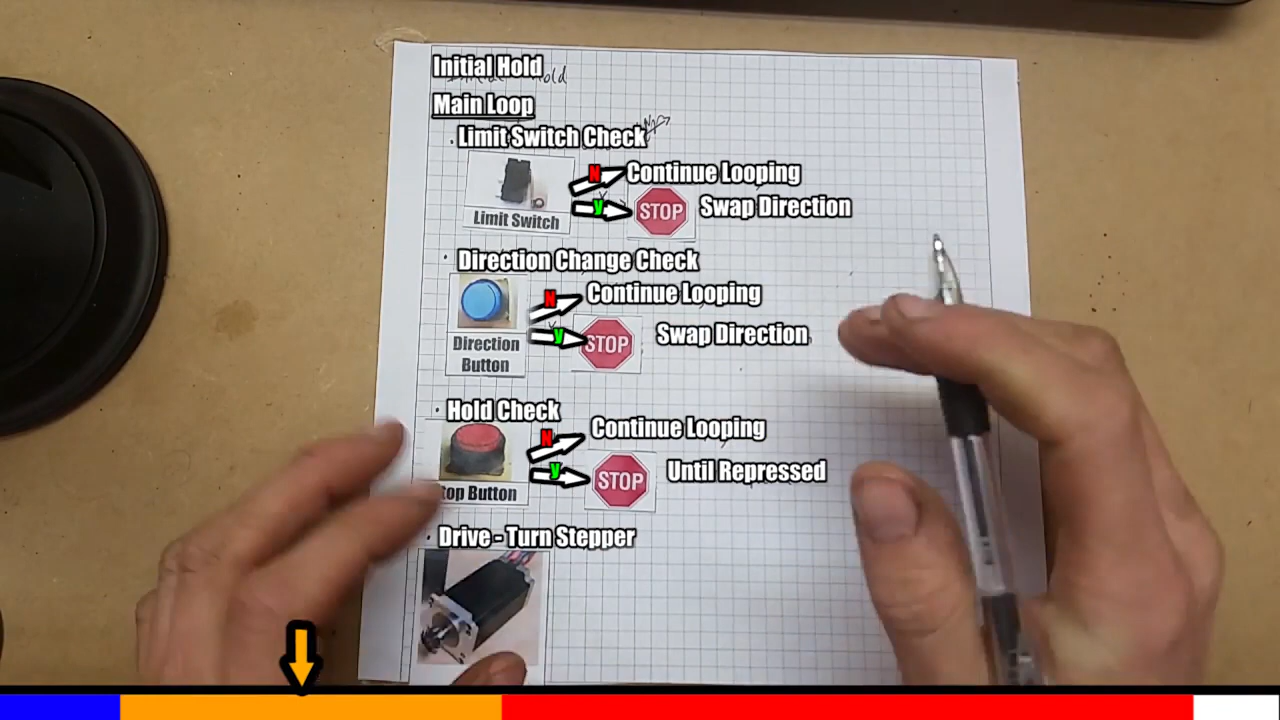 Initial Hold
Main Loop
Limit Switch Check
N Continue Looping
y STOP Swap Direction
Limit Switch
Direction Change Check
N Continue Looping
y STOP Swap Direction
Direction
Button
Hold Check
N Continue Looping
y STOP Until Repressed
top Button
Drive - Turn Stepper